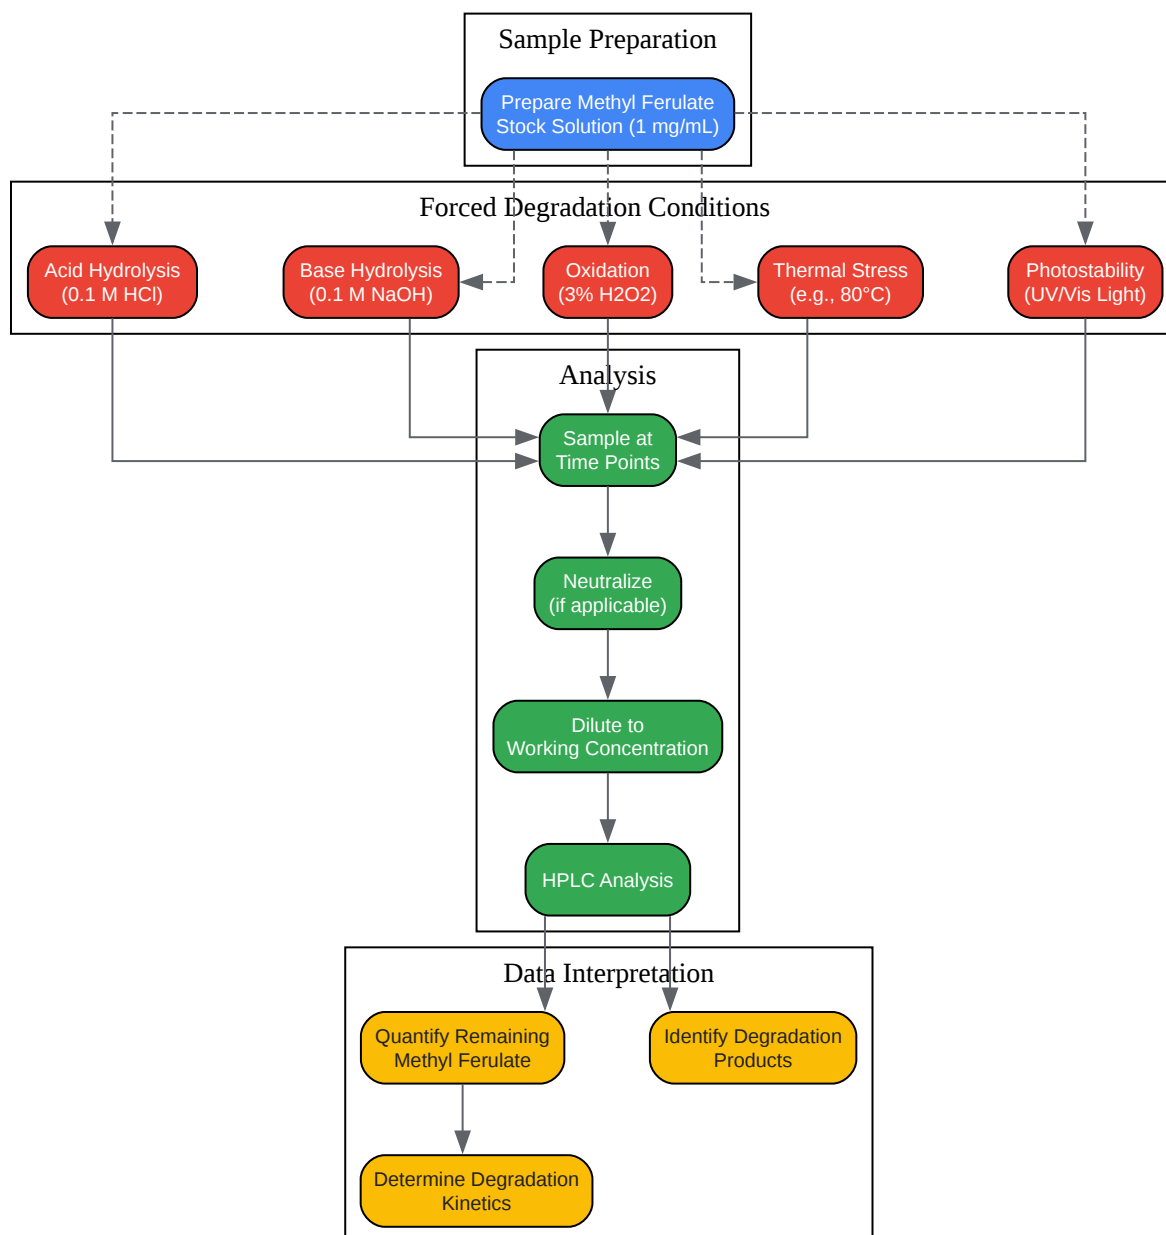 Sample Preparation
Prepare Methyl Ferulate
Stock Solution (1 mg/mL)
Forced Degradation Conditions
Acid Hydrolysis
(0.1 M HCl)
Base Hydrolysis
(0.1 M NaOH)
Oxidation
(3% H2O2)
Thermal Stress
(e.g., 80°C)
Photostability
(UV/Vis Light)
Analysis
Sample at
Time Points
Neutralize
(if applicable)
Dilute to
Working Concentration
HPLC Analysis
Data Interpretation
Quantify Remaining
Methyl Ferulate
Identify Degradation
Products
Determine Degradation
Kinetics